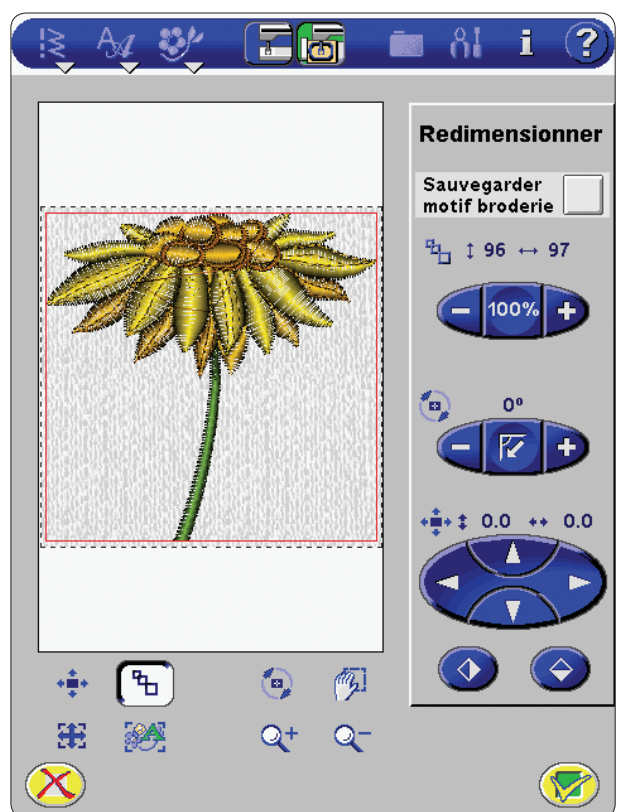 i ?
Redimensionner
Sauvegarder
motif broderie
↕ 96 ↔ 97
− 100% +
0°
− +
↕ 0.0 ↔ 0.0